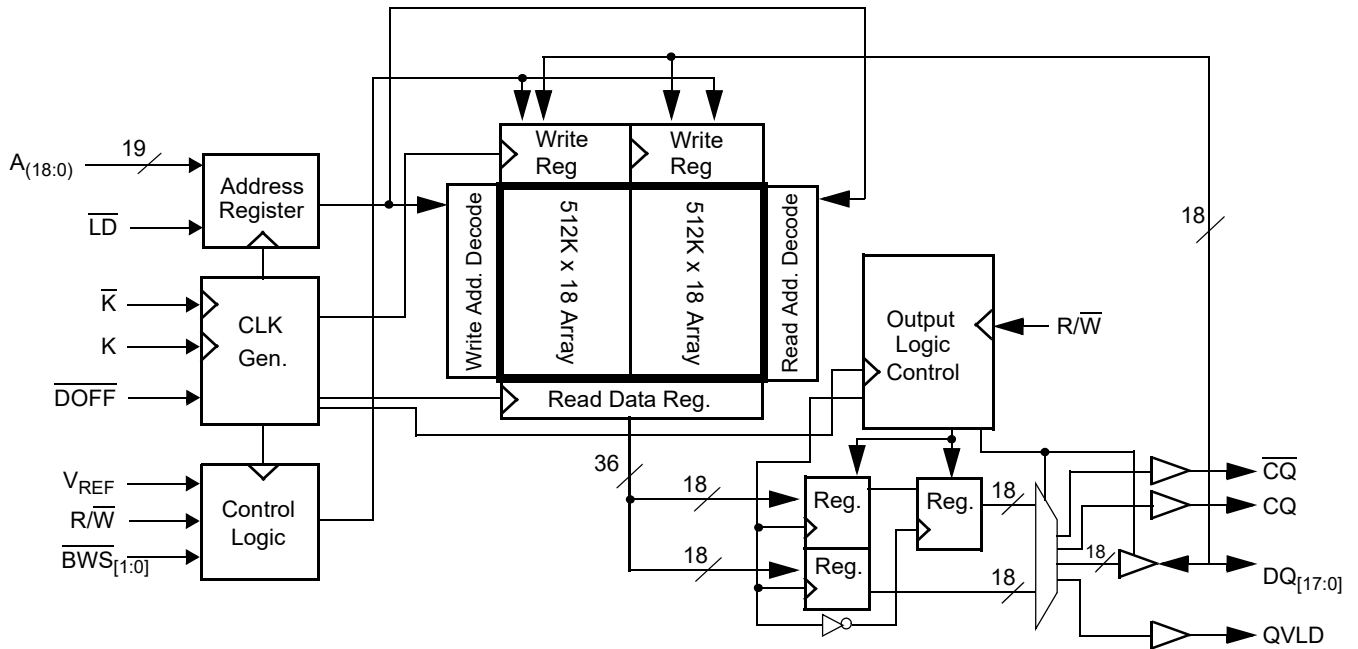 A(18:0)
19
LD
Address
Register
K
K
DOFF
CLK
Gen.
VREF
R/W
BWS[1:0]
Control
Logic
Write
Reg
Write
Reg
Write Add. Decode
512K x 18 Array
512K x 18 Array
Read Add. Decode
Read Data Reg.
36
18
18
Output
Logic
Control
R/W
18
Reg.
Reg.
Reg.
18
18
18
CQ
CQ
DQ[17:0]
QVLD